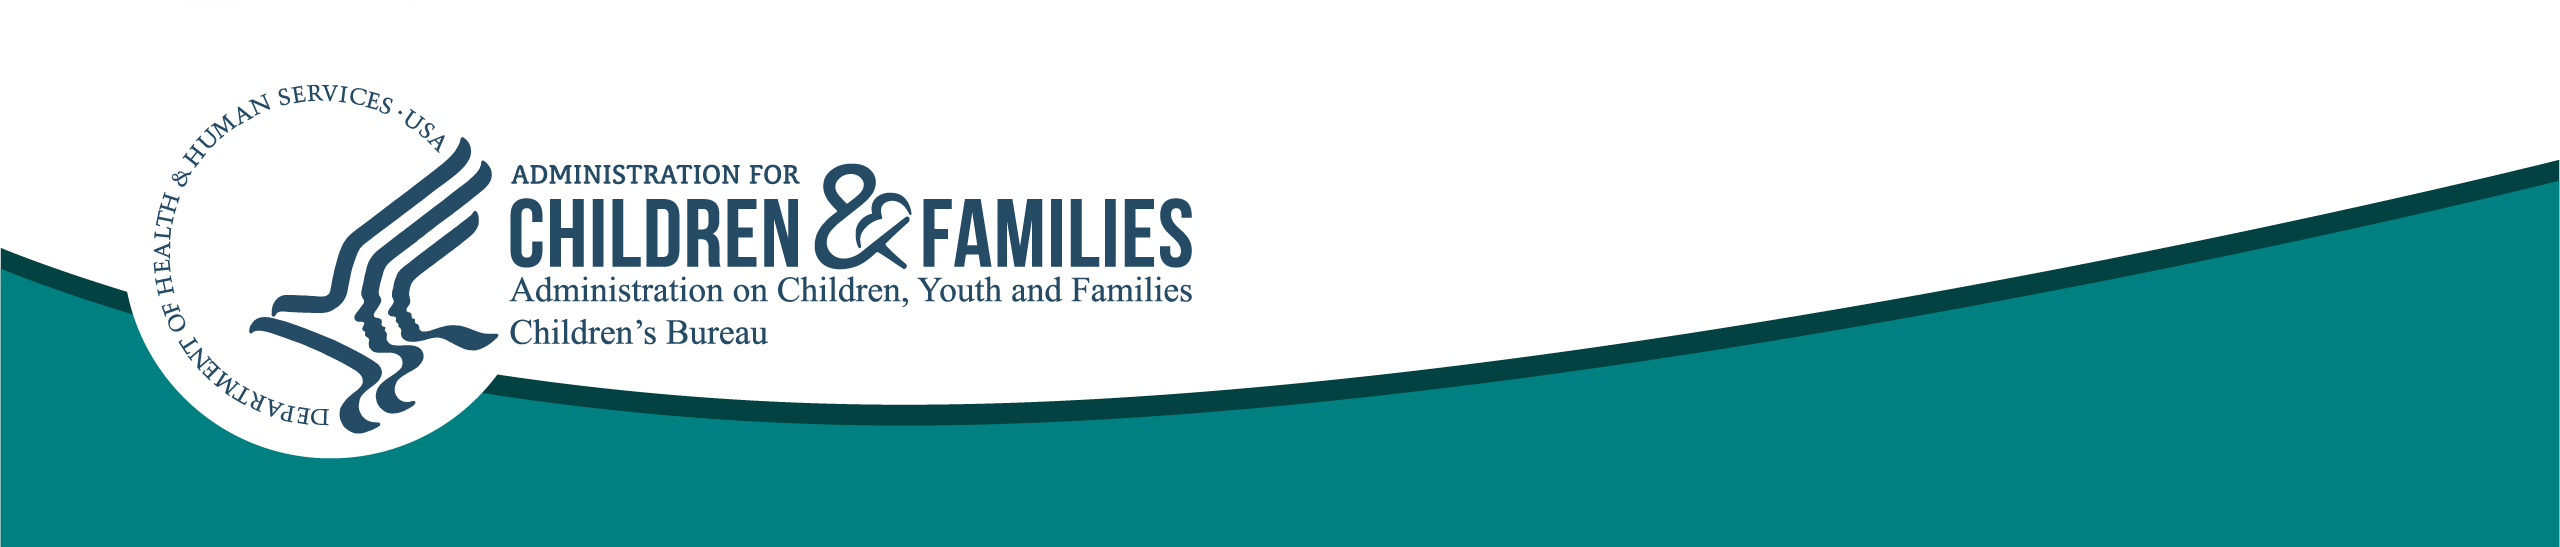 DEPARTMENT OF HEALTH & HUMAN SERVICES · USA
ADMINISTRATION FOR
CHILDREN & FAMILIES
Administration on Children, Youth and Families
Children’s Bureau